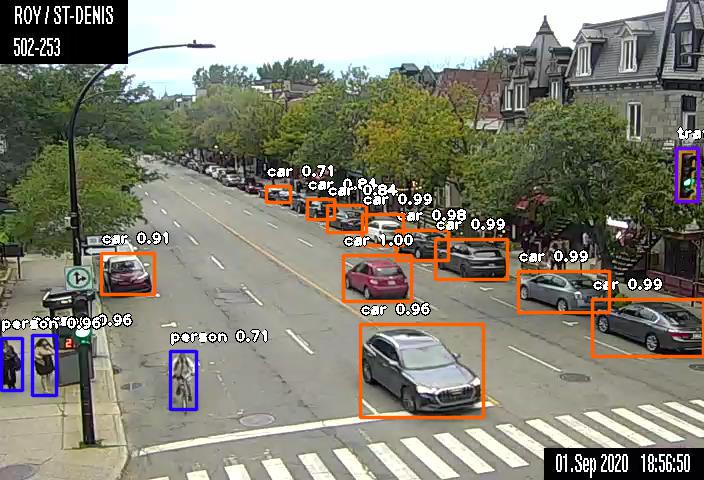 ROY / ST-DENIS
502-253
car 0.71
car 0.84
car 0.84
car 0.99
car 0.98
car 0.99
car 0.91
car 1.00
car 0.99
car 0.99
car 0.96
person 0.96
0.96
person 0.71
2
01.Sep 2020 18:56:50